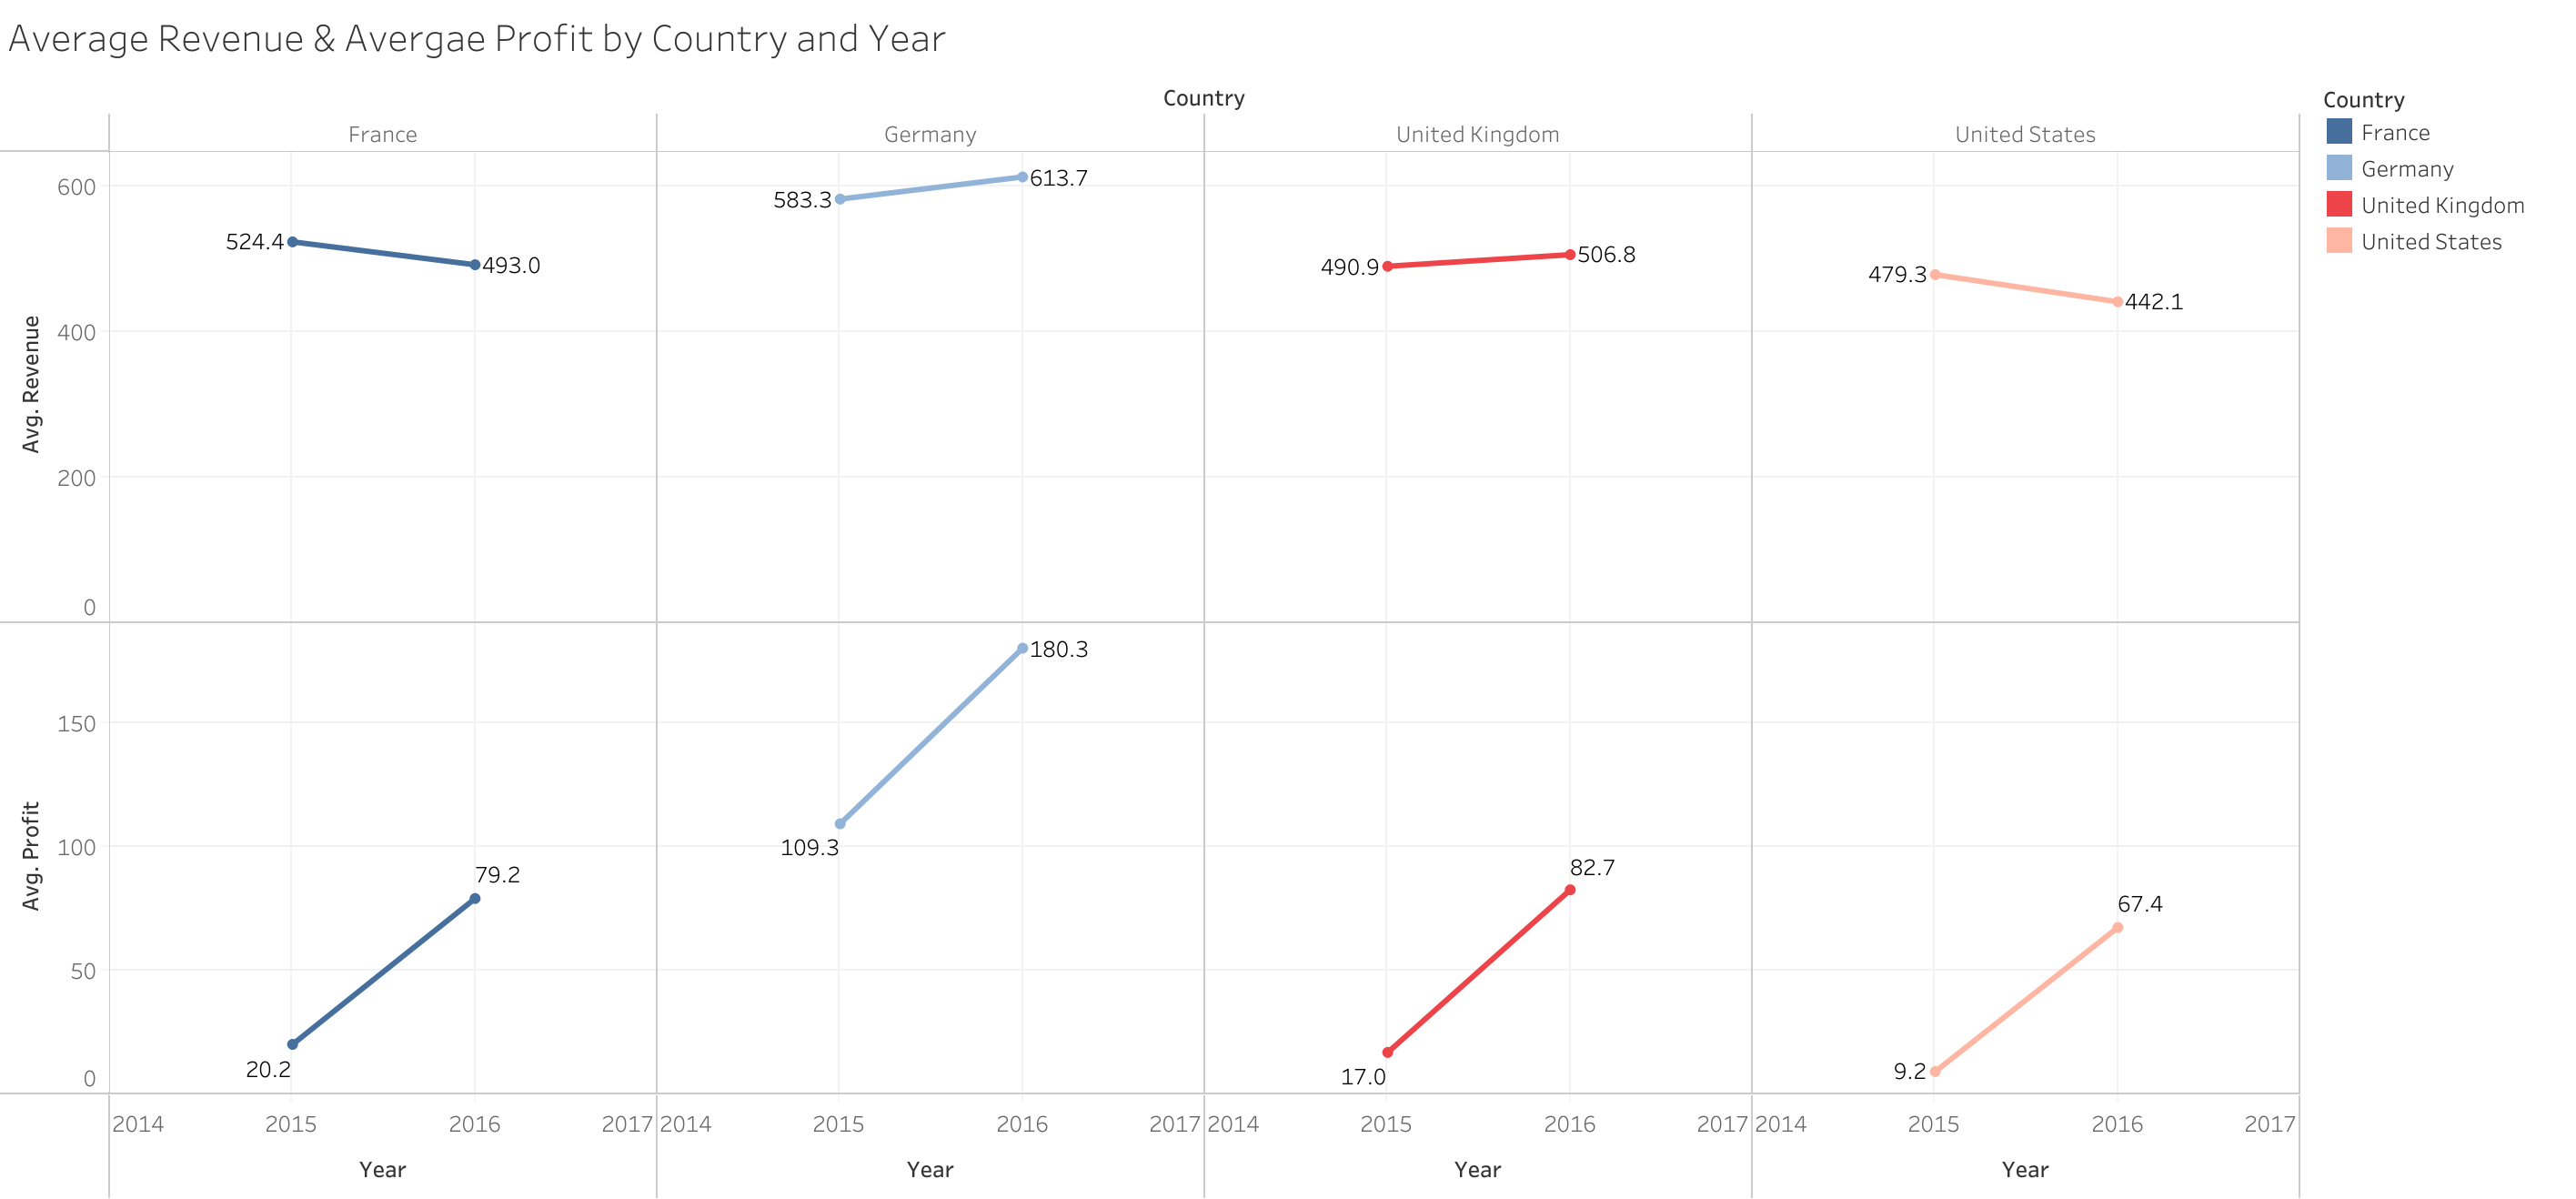 Average Revenue & Avergae Profit by Country and Year
Country
France Germany United Kingdom United States
Country
France
Germany
United Kingdom
United States
Avg. Revenue
600
400
200
0
524.4
493.0
583.3
613.7
490.9
506.8
479.3
442.1
Avg. Profit
150
100
50
0
20.2
79.2
109.3
180.3
17.0
82.7
9.2
67.4
2014 2015 2016 2017 2014 2015 2016 2017 2014 2015 2016 2017 2014 2015 2016 2017
Year Year Year Year